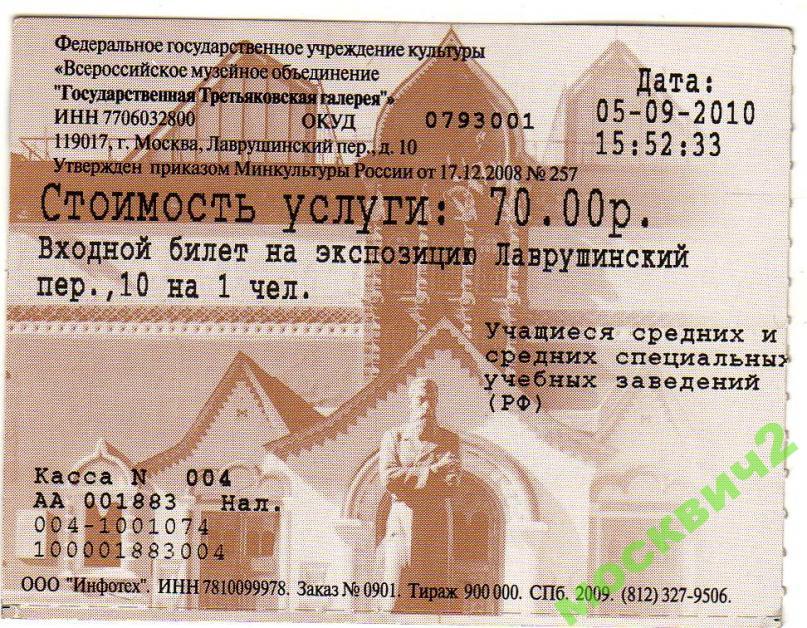 Федеральное государственное учреждение культуры
«Всероссийское музейное объединение
"Государственная Третьяковская галерея"»
ИНН 7706032800 ОКУД 0793001
119017, г. Москва, Лаврушинский пер., д. 10
Утвержден приказом Минкультуры России от 17.12.2008 № 257
Дата:
05-09-2010
15:52:33
Стоимость услуги: 70.00р.
Входной билет на экспозицию Лаврушинский
пер.,10 на 1 чел.
Учащиеся средних и
средних специальных
учебных заведений
(РФ)
Касса N 004
АА 001883 Нал.
004-1001074
100001883004
ООО "Инфотех". ИНН 7810099978. Заказ № 0901. Тираж 900 000. СПб. 2009. (812) 327-9506.
москвич2